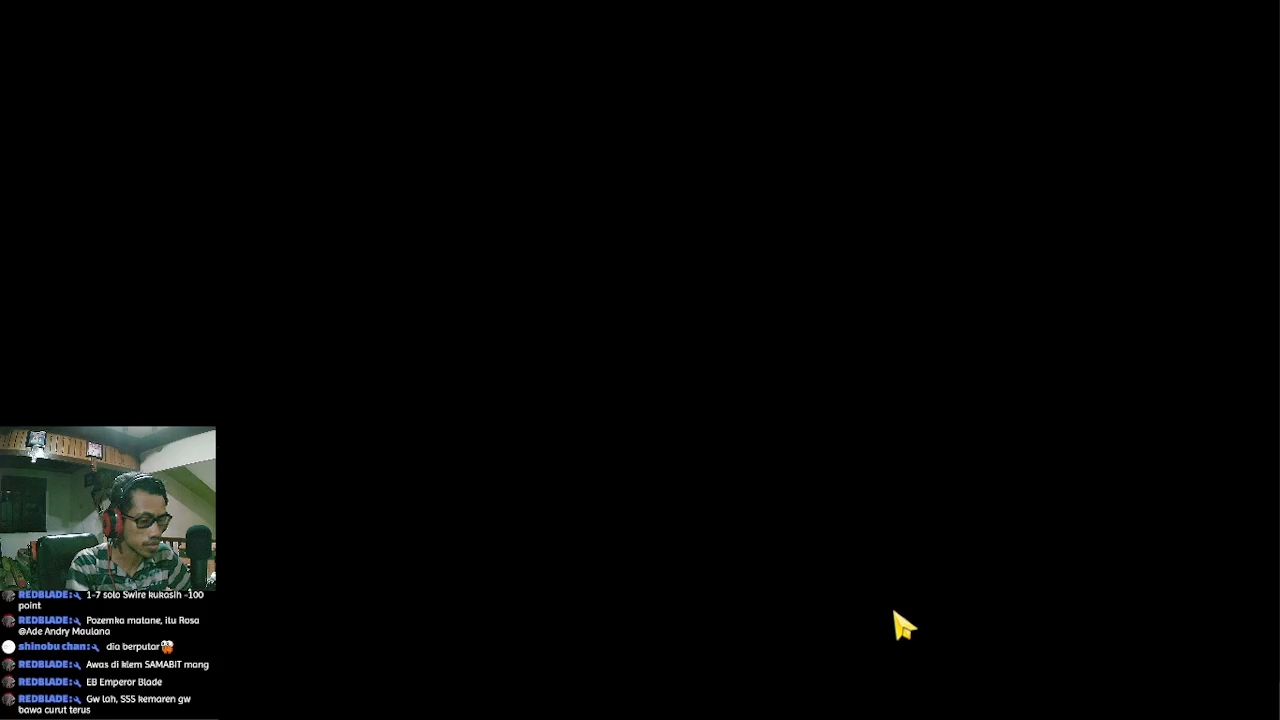 REDBLADE: 1-7 solo Swire kukasih -100
point
REDBLADE: Pozemka matane, itu Rosa
@Ade Andry Maulana
shinobu chan: dia berputar
REDBLADE: Awas di klem SAMABIT mang
REDBLADE: EB Emperor Blade
REDBLADE: Gw lah, SSS kemaren gw
bawa curut terus